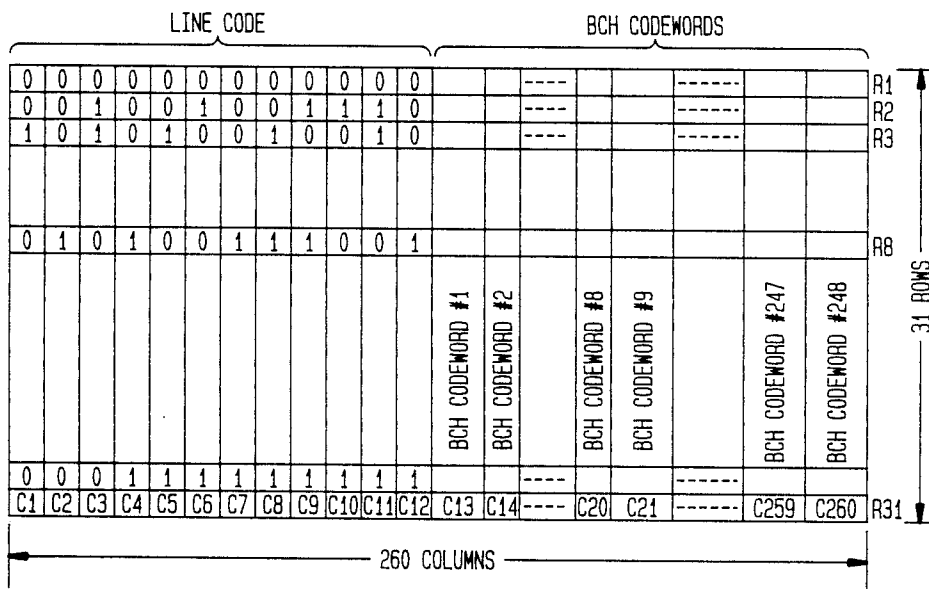 LINE CODE BCH CODEWORDS
0 0 0 0 0 0 0 0 0 0 0 0 ---- ------ R1
0 0 1 0 0 1 0 0 1 1 1 0 ---- ------ R2
1 0 1 0 1 0 0 1 0 0 1 0 ---- ------ R3
0 1 0 1 0 0 1 1 1 0 0 1 R8
BCH CODEWORD #1
BCH CODEWORD #2
BCH CODEWORD #8
BCH CODEWORD #9
BCH CODEWORD #247
BCH CODEWORD #248
31 ROWS
0 0 0 1 1 1 1 1 1 1 1 1 ---- ------
C1 C2 C3 C4 C5 C6 C7 C8 C9 C10 C11 C12 C13 C14 ---- C20 C21 ------ C259 C260 R31
260 COLUMNS